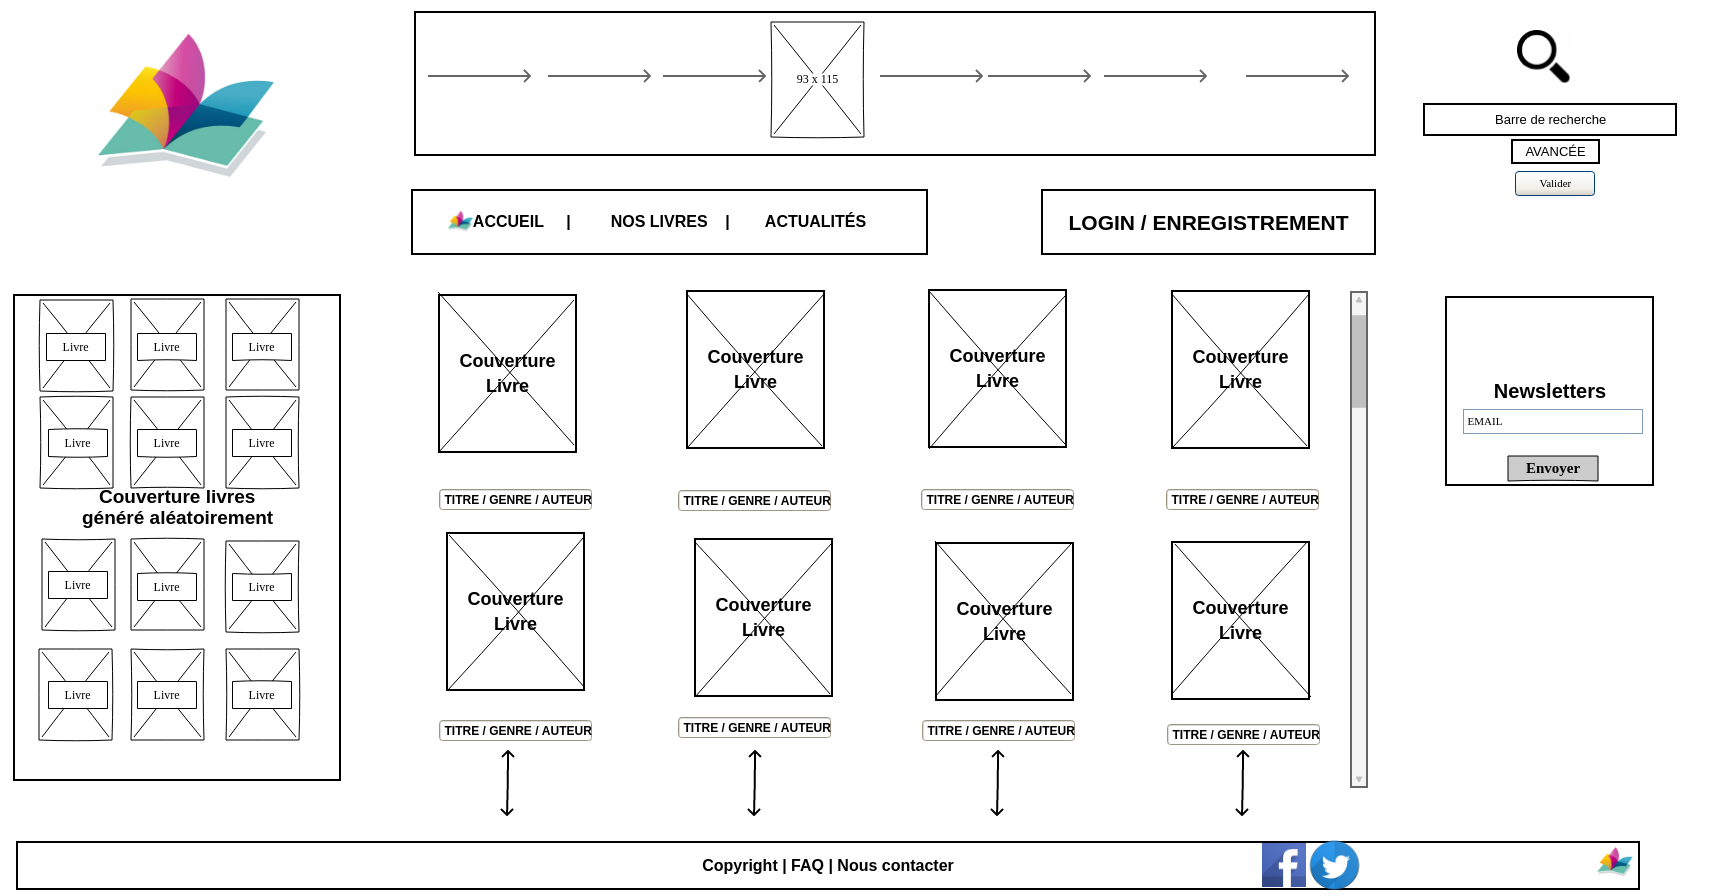 93 x 115
Barre de recherche
AVANCÉE
Valider
ACCUEIL | NOS LIVRES | ACTUALITÉS
LOGIN / ENREGISTREMENT
Livre Livre Livre
Livre Livre Livre
Couverture livres
généré aléatoirement
Livre Livre Livre
Livre Livre Livre
Couverture
Livre
Couverture
Livre
Couverture
Livre
Couverture
Livre
TITRE / GENRE / AUTEUR
TITRE / GENRE / AUTEUR
TITRE / GENRE / AUTEUR
TITRE / GENRE / AUTEUR
Couverture
Livre
Couverture
Livre
Couverture
Livre
Couverture
Livre
TITRE / GENRE / AUTEUR
TITRE / GENRE / AUTEUR
TITRE / GENRE / AUTEUR
TITRE / GENRE / AUTEUR
Newsletters
EMAIL
Envoyer
Copyright | FAQ | Nous contacter